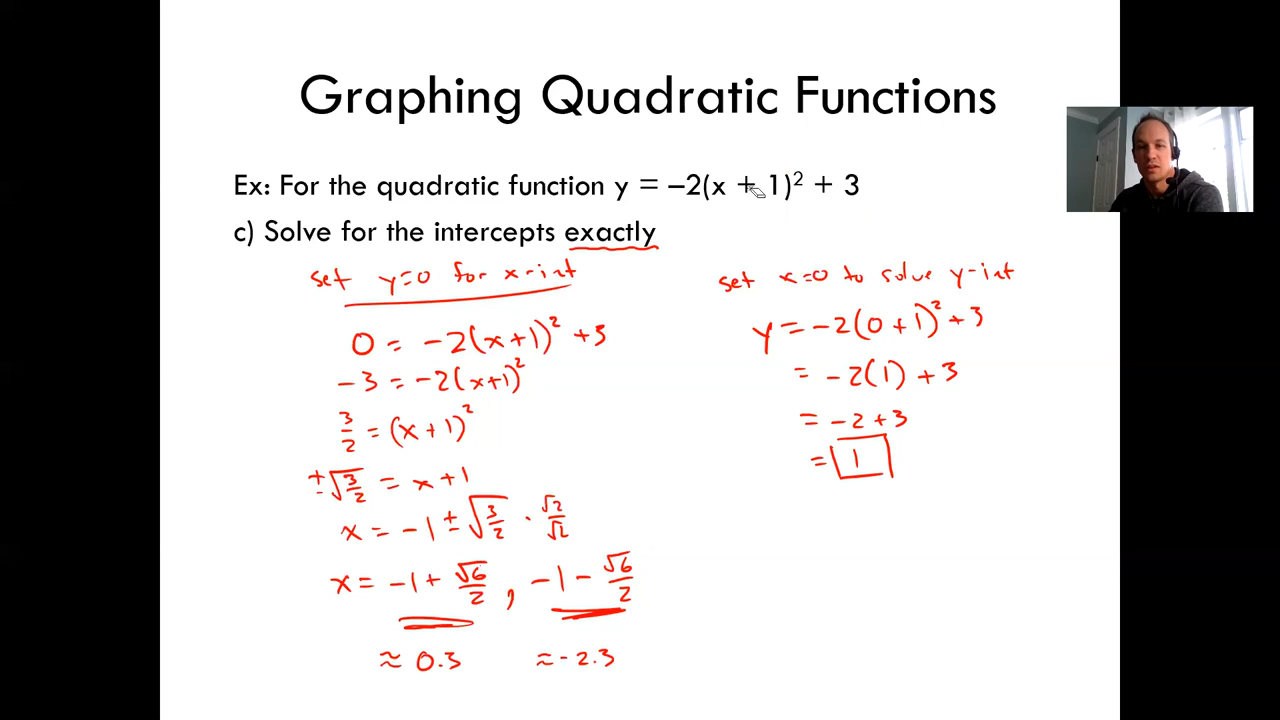 Graphing Quadratic Functions
Ex: For the quadratic function y = –2(x + 1)² + 3
c) Solve for the intercepts exactly
set y=0 for x-int
0 = -2(x+1)² + 3
-3 = -2(x+1)²
3/2 = (x+1)²
±√(3/2) = x+1
x = -1 ± √(3/2) · √2/√2
x = -1 + √6/2 , -1 - √6/2
≈ 0.3 ≈ -2.3
set x=0 to solve y-int
y = -2(0+1)² + 3
= -2(1) + 3
= -2 + 3
= 1